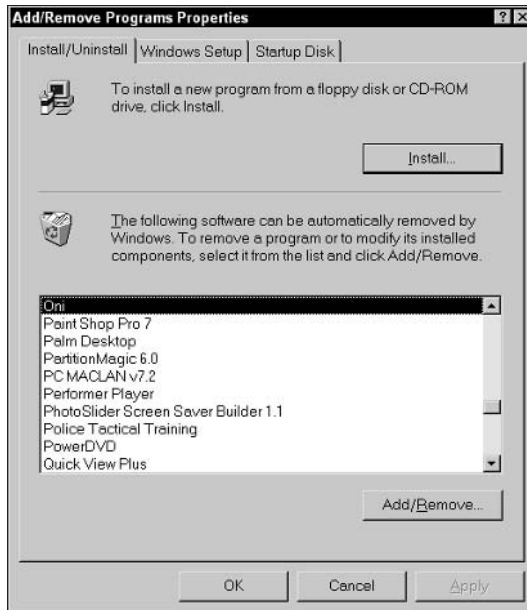 Add/Remove Programs Properties
Install/Uninstall
Windows Setup
Startup Disk
To install a new program from a floppy disk or CD-ROM
drive, click Install.
Install...
The following software can be automatically removed by
Windows. To remove a program or to modify its installed
components, select it from the list and click Add/Remove.
Oni
Paint Shop Pro 7
Palm Desktop
PartitionMagic 6.0
PC MACLAN v7.2
Performer Player
PhotoSlider Screen Saver Builder 1.1
Police Tactical Training
PowerDVD
Quick View Plus
Add/Remove...
OK
Cancel
Apply